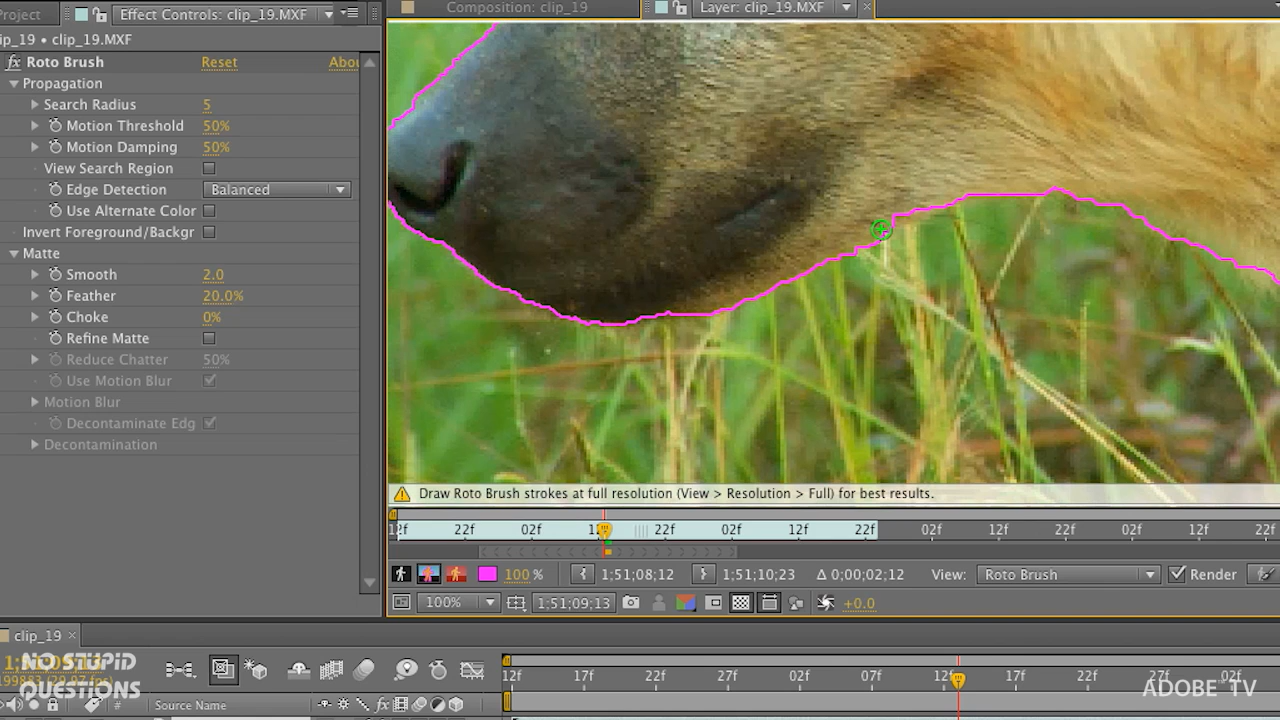 Project
Effect Controls: clip_19.MXF
Composition: clip_19
Layer: clip_19.MXF
ip_19 • clip_19.MXF
fx Roto Brush Reset Abou
Propagation
Search Radius 5
Motion Threshold 50%
Motion Damping 50%
View Search Region
Edge Detection Balanced
Use Alternate Color
Invert Foreground/Backgr
Matte
Smooth 2.0
Feather 20.0%
Choke 0%
Refine Matte
Reduce Chatter 50%
Use Motion Blur
Motion Blur
Decontaminate Edg
Decontamination
Draw Roto Brush strokes at full resolution (View > Resolution > Full) for best results.
22f 02f 22f 02f 12f 22f 02f 12f 22f 02f 12f 22f
100 % 1;51;08;12 1;51;10;23 Δ 0;00;02;12 View: Roto Brush Render
100% 1;51;09;13 +0.0
clip_19
NO STUPID
QUESTIONS
12f 17f 22f 27f 02f 07f 12f 17f 22f 27f 02f
# Source Name fx
ADOBE TV